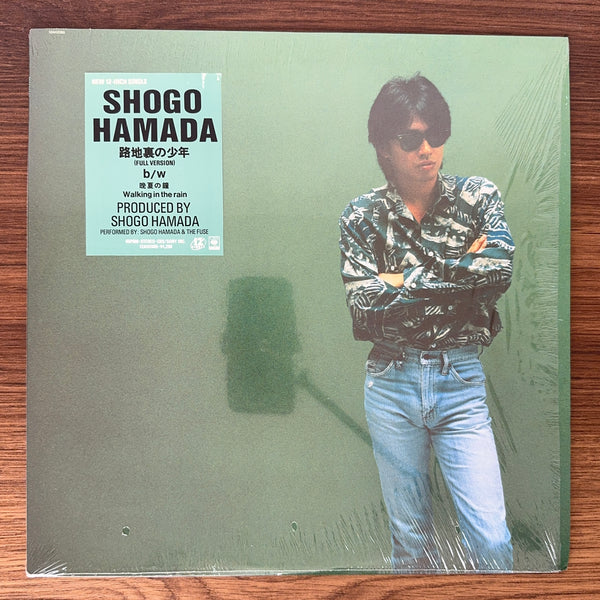 NEW 12-INCH SINGLE
SHOGO
HAMADA
路地裏の少年
(FULL VERSION)
b/w
晩夏の鐘
Walking in the rain
PRODUCED BY
SHOGO HAMADA
PERFORMED BY: SHOGO HAMADA & THE FUSE